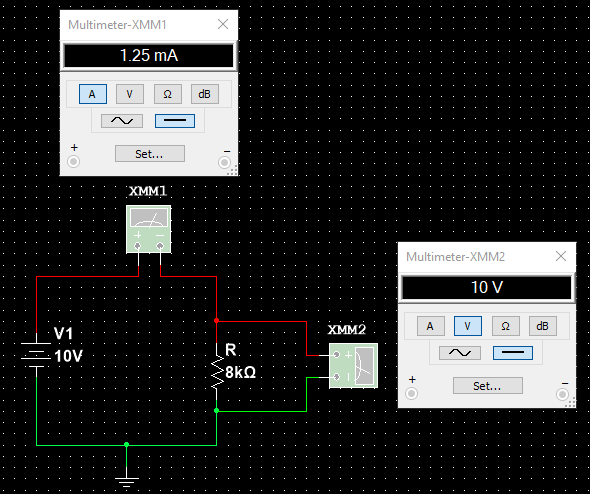 Multimeter-XMM1
1.25 mA
A V Ω dB
+ Set... −
XMM1
+ −
Multimeter-XMM2
10 V
A V Ω dB
+ Set... −
V1
10V
R
8kΩ
XMM2
+
−